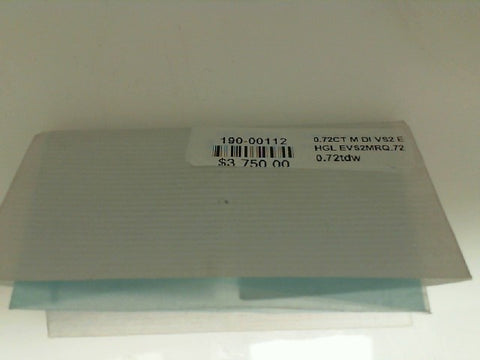 190-00112
$3,750.00
0.72CT M DI VS2 E
HGL EVS2MRQ.72
0.72tdw